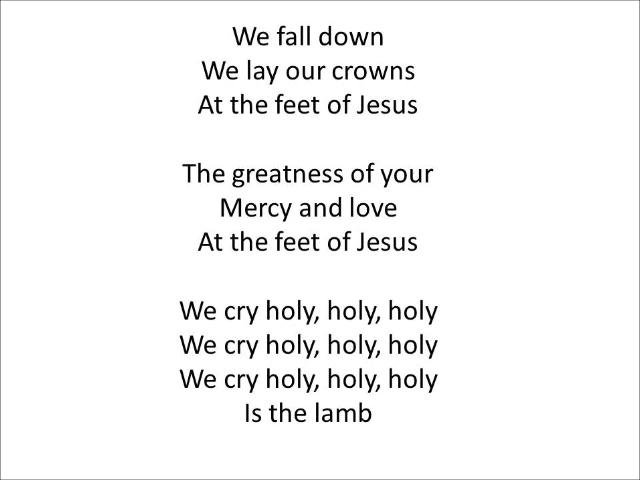 We fall down
We lay our crowns
At the feet of Jesus
The greatness of your
Mercy and love
At the feet of Jesus
We cry holy, holy, holy
We cry holy, holy, holy
We cry holy, holy, holy
Is the lamb